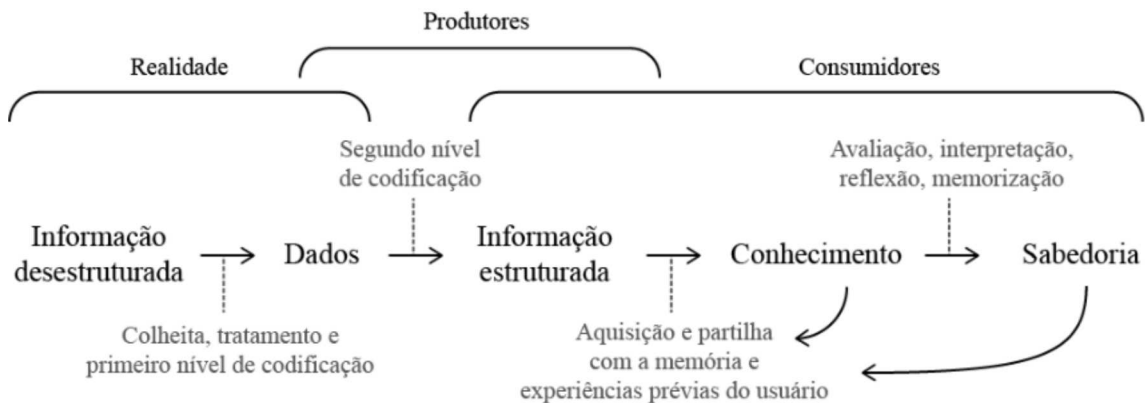 Produtores
Realidade
Consumidores
Segundo nível
de codificação
Avaliação, interpretação,
reflexão, memorização
Informação
desestruturada
Dados
Informação
estruturada
Conhecimento
Sabedoria
Colheita, tratamento e
primeiro nível de codificação
Aquisição e partilha
com a memória e
experiências prévias do usuário